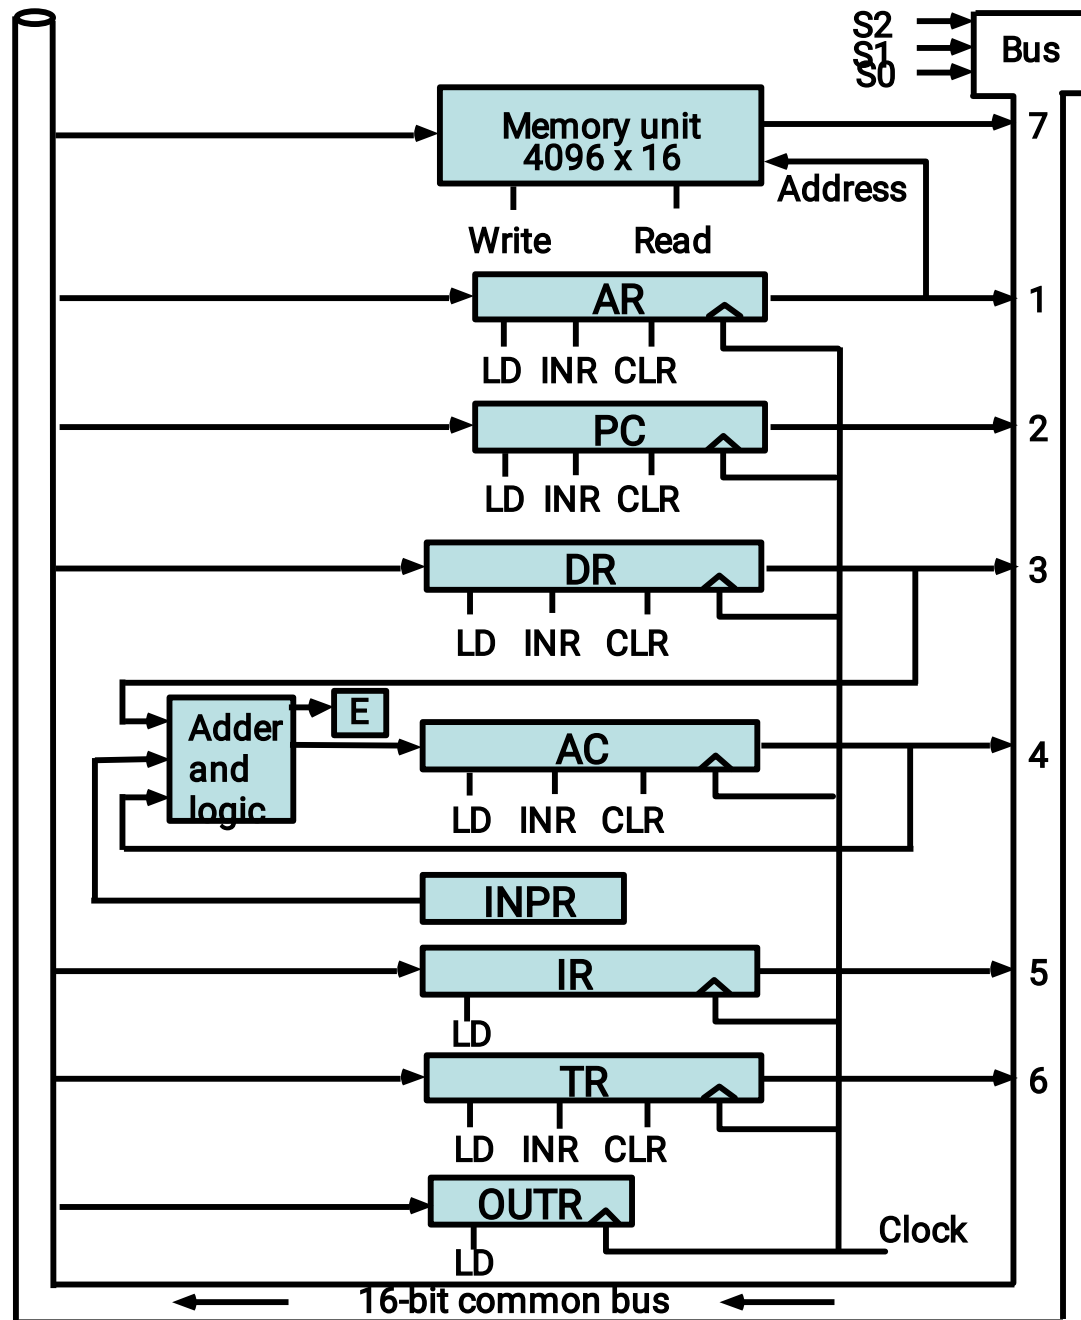 S2
S1
S0
Bus
Memory unit
4096 x 16
7
Address
Write Read
AR
1
LD INR CLR
PC
2
LD INR CLR
DR
3
LD INR CLR
E
Adder
and
logic
AC
4
LD INR CLR
INPR
IR
5
LD
TR
6
LD INR CLR
OUTR
Clock
LD
16-bit common bus